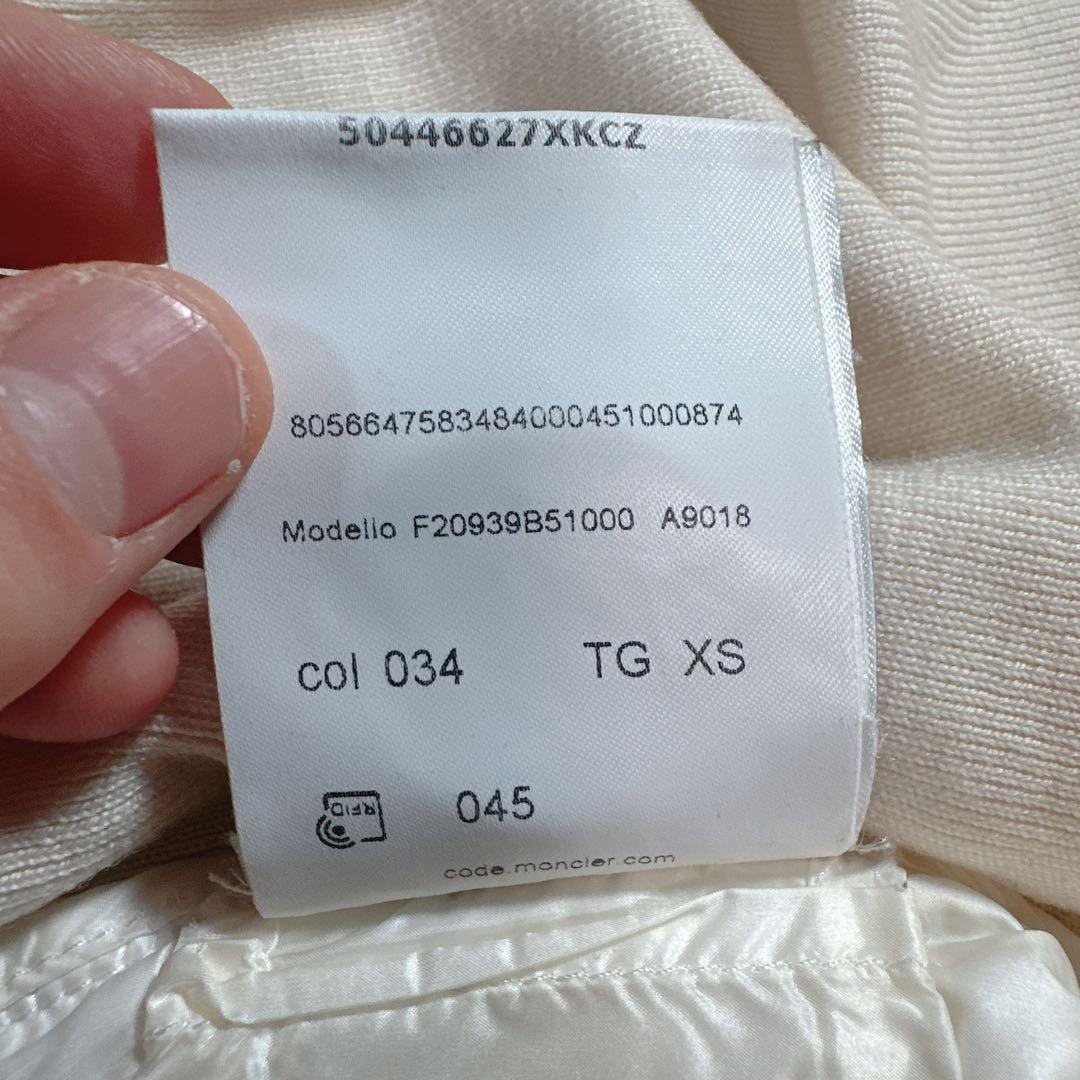 50446627XKCZ
8056647583484000451000874
Modello F20939B51000 A9018
col 034 TG XS
RFID 045
code.moncler.com